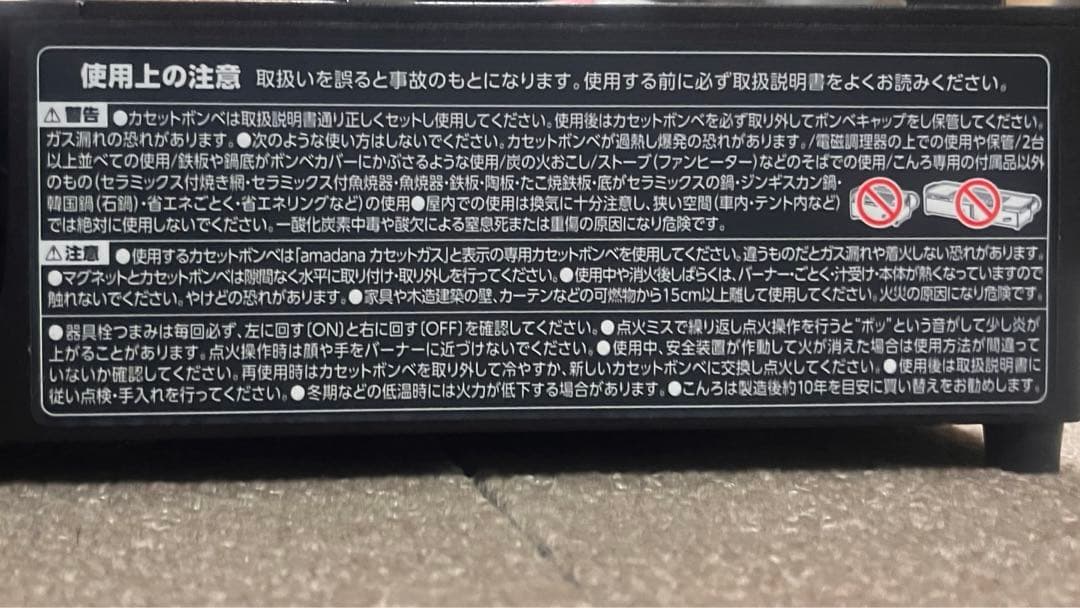 使用上の注意 取扱いを誤ると事故のもとになります。使用する前に必ず取扱説明書をよくお読みください。
⚠警告 ●カセットボンベは取扱説明書通り正しくセットし使用してください。使用後はカセットボンベを必ず取り外してボンベキャップをし保管してください。
ガス漏れの恐れがあります。●次のような使い方はしないでください。カセットボンベが過熱し爆発の恐れがあります。/電磁調理器の上での使用や保管/2台
以上並べての使用/鉄板や鍋底がボンベカバーにかぶさるような使用/炭の火おこし/ストーブ(ファンヒーター)などのそばでの使用/こんろ専用の付属品以外
のもの(セラミックス付焼き網・セラミックス付魚焼器・魚焼器・鉄板・陶板・たこ焼鉄板・底がセラミックスの鍋・ジンギスカン鍋・
韓国鍋(石鍋)・省エネごとく・省エネリングなど)の使用●屋内での使用は換気に十分注意し、狭い空間(車内・テント内など)
では絶対に使用しないでください。一酸化炭素中毒や酸欠による窒息死または重傷の原因になり危険です。
⚠注意 ●使用するカセットボンベは「amadana カセットガス」と表示の専用カセットボンベを使用してください。違うものだとガス漏れや着火しない恐れがあります。
●マグネットとカセットボンベは隙間なく水平に取り付け・取り外しを行ってください。●使用中や消火後しばらくは、バーナー・ごとく・汁受け・本体が熱くなっていますので
触れないでください。やけどの恐れがあります。●家具や木造建築の壁、カーテンなどの可燃物から15cm以上離して使用してください。火災の原因になり危険です。
●器具栓つまみは毎回必ず、左に回す〔ON〕と右に回す〔OFF〕を確認してください。●点火ミスで繰り返し点火操作を行うと"ボッ"という音がして少し炎
が上がることがあります。点火操作時は顔や手をバーナーに近づけないでください。●使用中、安全装置が作動して火が消えた場合は使用方法が間違って
いないか確認してください。再使用時はカセットボンベを取り外して冷やすか、新しいカセットボンベに交換し点火してください。●使用後は取扱説明書に
従い点検・手入れを行ってください。●冬期などの低温時には火力が低下する場合があります。●こんろは製造後約10年を目安に買い替えをお勧めします。